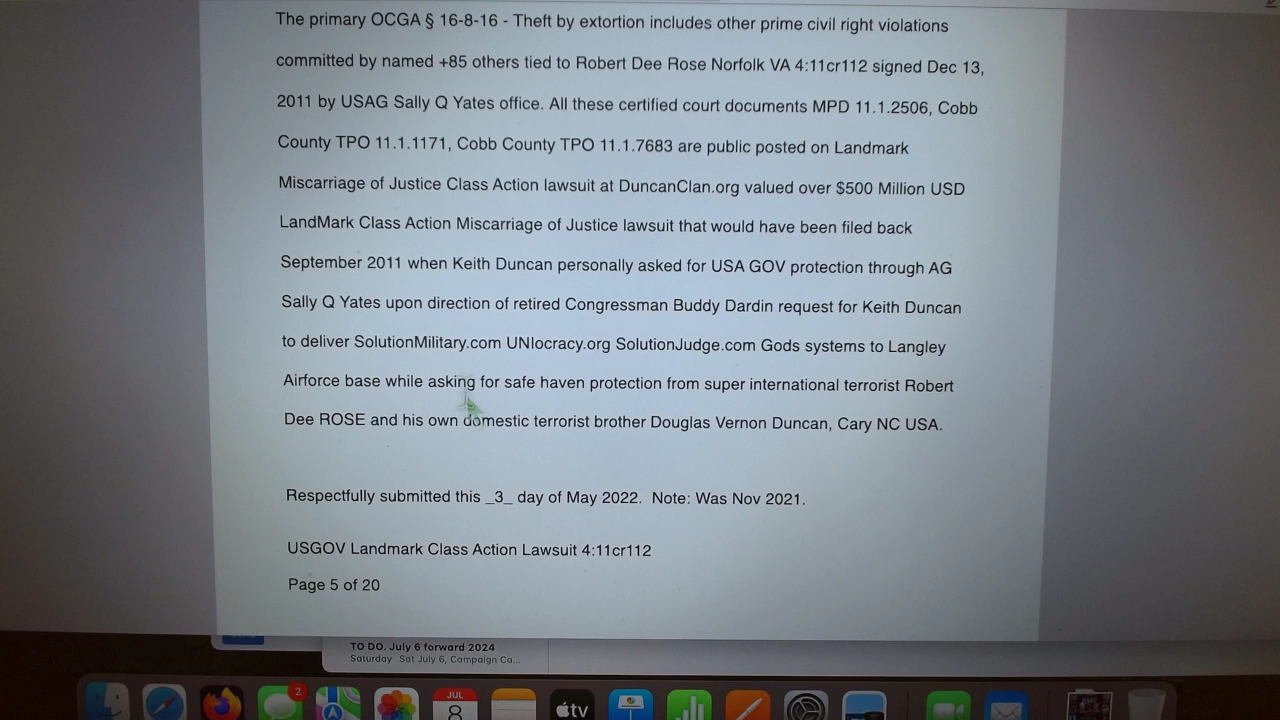 The primary OCGA § 16-8-16 - Theft by extortion includes other prime civil right violations
committed by named +85 others tied to Robert Dee Rose Norfolk VA 4:11cr112 signed Dec 13,
2011 by USAG Sally Q Yates office. All these certified court documents MPD 11.1.2506, Cobb
County TPO 11.1.1171, Cobb County TPO 11.1.7683 are public posted on Landmark
Miscarriage of Justice Class Action lawsuit at DuncanClan.org valued over $500 Million USD
LandMark Class Action Miscarriage of Justice lawsuit that would have been filed back
September 2011 when Keith Duncan personally asked for USA GOV protection through AG
Sally Q Yates upon direction of retired Congressman Buddy Dardin request for Keith Duncan
to deliver SolutionMilitary.com UNIocracy.org SolutionJudge.com Gods systems to Langley
Airforce base while asking for safe haven protection from super international terrorist Robert
Dee ROSE and his own domestic terrorist brother Douglas Vernon Duncan, Cary NC USA.
Respectfully submitted this _3_ day of May 2022. Note: Was Nov 2021.
USGOV Landmark Class Action Lawsuit 4:11cr112
Page 5 of 20
TO DO. July 6 forward 2024
Saturday Sat July 6, Campaign Ca...
2
JUL
8
tv